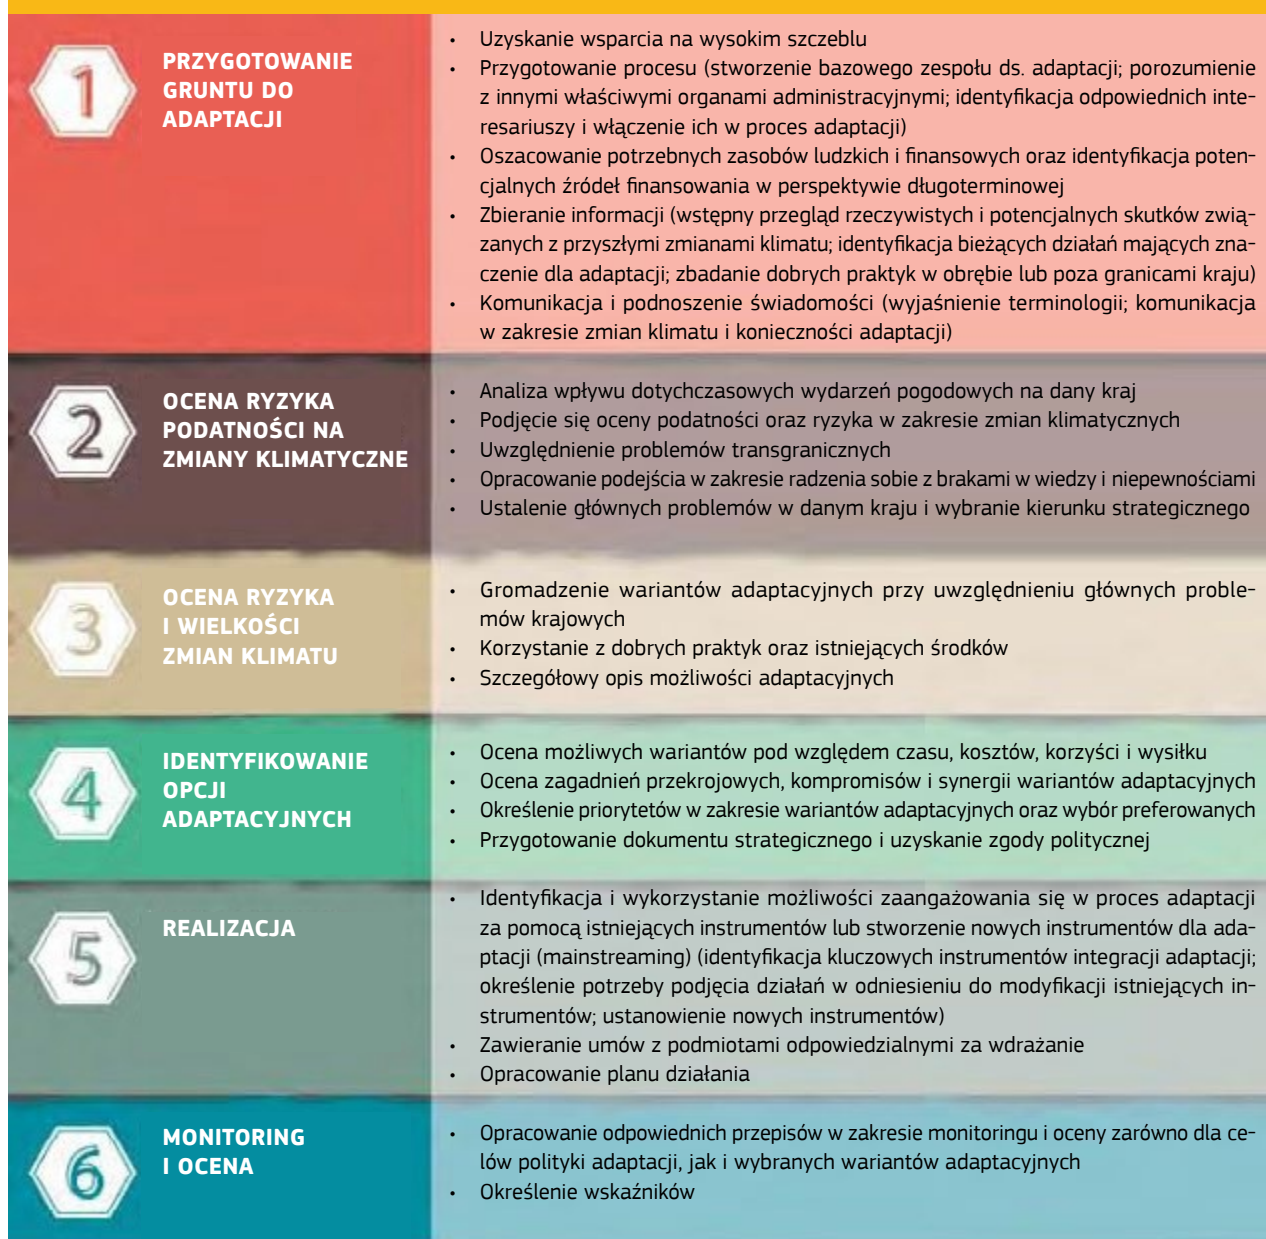 1
PRZYGOTOWANIE
GRUNTU DO
ADAPTACJI
• Uzyskanie wsparcia na wysokim szczeblu
• Przygotowanie procesu (stworzenie bazowego zespołu ds. adaptacji; porozumienie
z innymi właściwymi organami administracyjnymi; identyfikacja odpowiednich inte-
resariuszy i włączenie ich w proces adaptacji)
• Oszacowanie potrzebnych zasobów ludzkich i finansowych oraz identyfikacja poten-
cjalnych źródeł finansowania w perspektywie długoterminowej
• Zbieranie informacji (wstępny przegląd rzeczywistych i potencjalnych skutków zwią-
zanych z przyszłymi zmianami klimatu; identyfikacja bieżących działań mających zna-
czenie dla adaptacji; zbadanie dobrych praktyk w obrębie lub poza granicami kraju)
• Komunikacja i podnoszenie świadomości (wyjaśnienie terminologii; komunikacja
w zakresie zmian klimatu i konieczności adaptacji)
2
OCENA RYZYKA
PODATNOŚCI NA
ZMIANY KLIMATYCZNE
• Analiza wpływu dotychczasowych wydarzeń pogodowych na dany kraj
• Podjęcie się oceny podatności oraz ryzyka w zakresie zmian klimatycznych
• Uwzględnienie problemów transgranicznych
• Opracowanie podejścia w zakresie radzenia sobie z brakami w wiedzy i niepewnościami
• Ustalenie głównych problemów w danym kraju i wybranie kierunku strategicznego
3
OCENA RYZYKA
I WIELKOŚCI
ZMIAN KLIMATU
• Gromadzenie wariantów adaptacyjnych przy uwzględnieniu głównych proble-
mów krajowych
• Korzystanie z dobrych praktyk oraz istniejących środków
• Szczegółowy opis możliwości adaptacyjnych
4
IDENTYFIKOWANIE
OPCJI
ADAPTACYJNYCH
• Ocena możliwych wariantów pod względem czasu, kosztów, korzyści i wysiłku
• Ocena zagadnień przekrojowych, kompromisów i synergii wariantów adaptacyjnych
• Określenie priorytetów w zakresie wariantów adaptacyjnych oraz wybór preferowanych
• Przygotowanie dokumentu strategicznego i uzyskanie zgody politycznej
5
REALIZACJA
• Identyfikacja i wykorzystanie możliwości zaangażowania się w proces adaptacji
za pomocą istniejących instrumentów lub stworzenie nowych instrumentów dla ada-
ptacji (mainstreaming) (identyfikacja kluczowych instrumentów integracji adaptacji;
określenie potrzeby podjęcia działań w odniesieniu do modyfikacji istniejących in-
strumentów; ustanowienie nowych instrumentów)
• Zawieranie umów z podmiotami odpowiedzialnymi za wdrażanie
• Opracowanie planu działania
6
MONITORING
I OCENA
• Opracowanie odpowiednich przepisów w zakresie monitoringu i oceny zarówno dla ce-
lów polityki adaptacji, jak i wybranych wariantów adaptacyjnych
• Określenie wskaźników